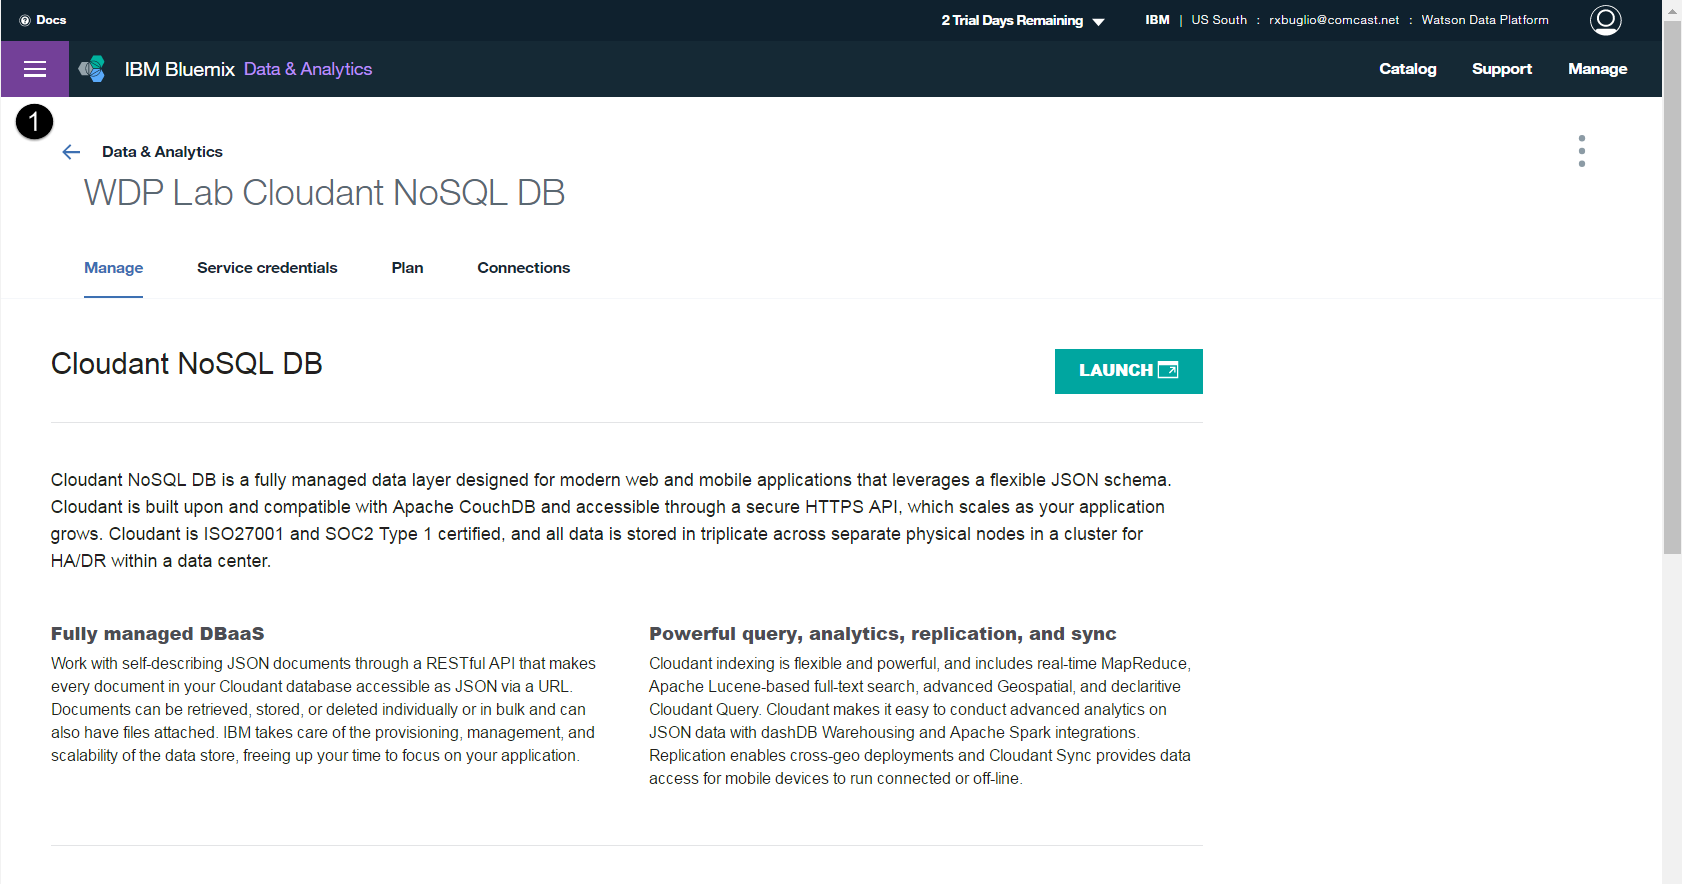 Docs
2 Trial Days Remaining
IBM | US South : rxbuglio@comcast.net : Watson Data Platform
IBM Bluemix Data & Analytics
Catalog
Support
Manage
1
Data & Analytics
WDP Lab Cloudant NoSQL DB
Manage
Service credentials
Plan
Connections
Cloudant NoSQL DB
LAUNCH
Cloudant NoSQL DB is a fully managed data layer designed for modern web and mobile applications that leverages a flexible JSON schema.
Cloudant is built upon and compatible with Apache CouchDB and accessible through a secure HTTPS API, which scales as your application
grows. Cloudant is ISO27001 and SOC2 Type 1 certified, and all data is stored in triplicate across separate physical nodes in a cluster for
HA/DR within a data center.
Fully managed DBaaS
Work with self-describing JSON documents through a RESTful API that makes
every document in your Cloudant database accessible as JSON via a URL.
Documents can be retrieved, stored, or deleted individually or in bulk and can
also have files attached. IBM takes care of the provisioning, management, and
scalability of the data store, freeing up your time to focus on your application.
Powerful query, analytics, replication, and sync
Cloudant indexing is flexible and powerful, and includes real-time MapReduce,
Apache Lucene-based full-text search, advanced Geospatial, and declaritive
Cloudant Query. Cloudant makes it easy to conduct advanced analytics on
JSON data with dashDB Warehousing and Apache Spark integrations.
Replication enables cross-geo deployments and Cloudant Sync provides data
access for mobile devices to run connected or off-line.